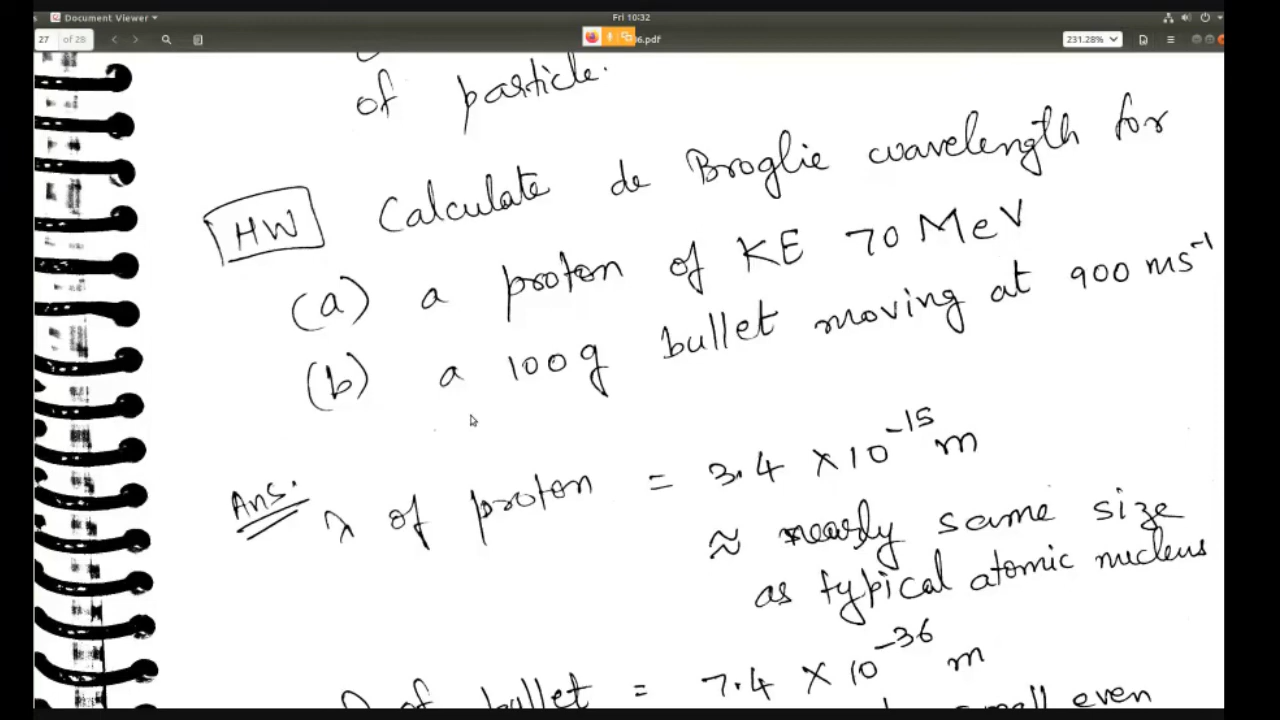 Document Viewer
Fri 10:32
27 of 28
06.pdf
231.28%
of particle.
HW Calculate de Broglie wavelength for
(a) a proton of KE 70 MeV
(b) a 100g bullet moving at 900 ms⁻¹
Ans. λ of proton = 3.4 × 10⁻¹⁵ m
≈ nearly same size
as typical atomic nucleus
λ of bullet = 7.4 × 10⁻³⁶ m
small even